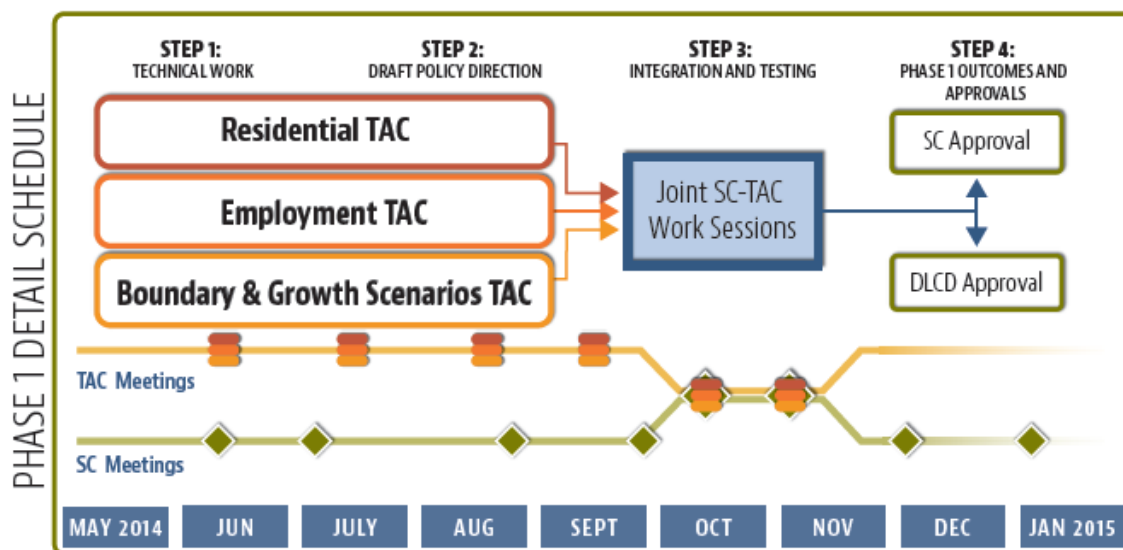 PHASE 1 DETAIL SCHEDULE
STEP 1:
TECHNICAL WORK
STEP 2:
DRAFT POLICY DIRECTION
STEP 3:
INTEGRATION AND TESTING
STEP 4:
PHASE 1 OUTCOMES AND
APPROVALS
Residential TAC
Employment TAC
Boundary & Growth Scenarios TAC
Joint SC-TAC
Work Sessions
SC Approval
DLCD Approval
TAC Meetings
SC Meetings
MAY 2014
JUN
JULY
AUG
SEPT
OCT
NOV
DEC
JAN 2015